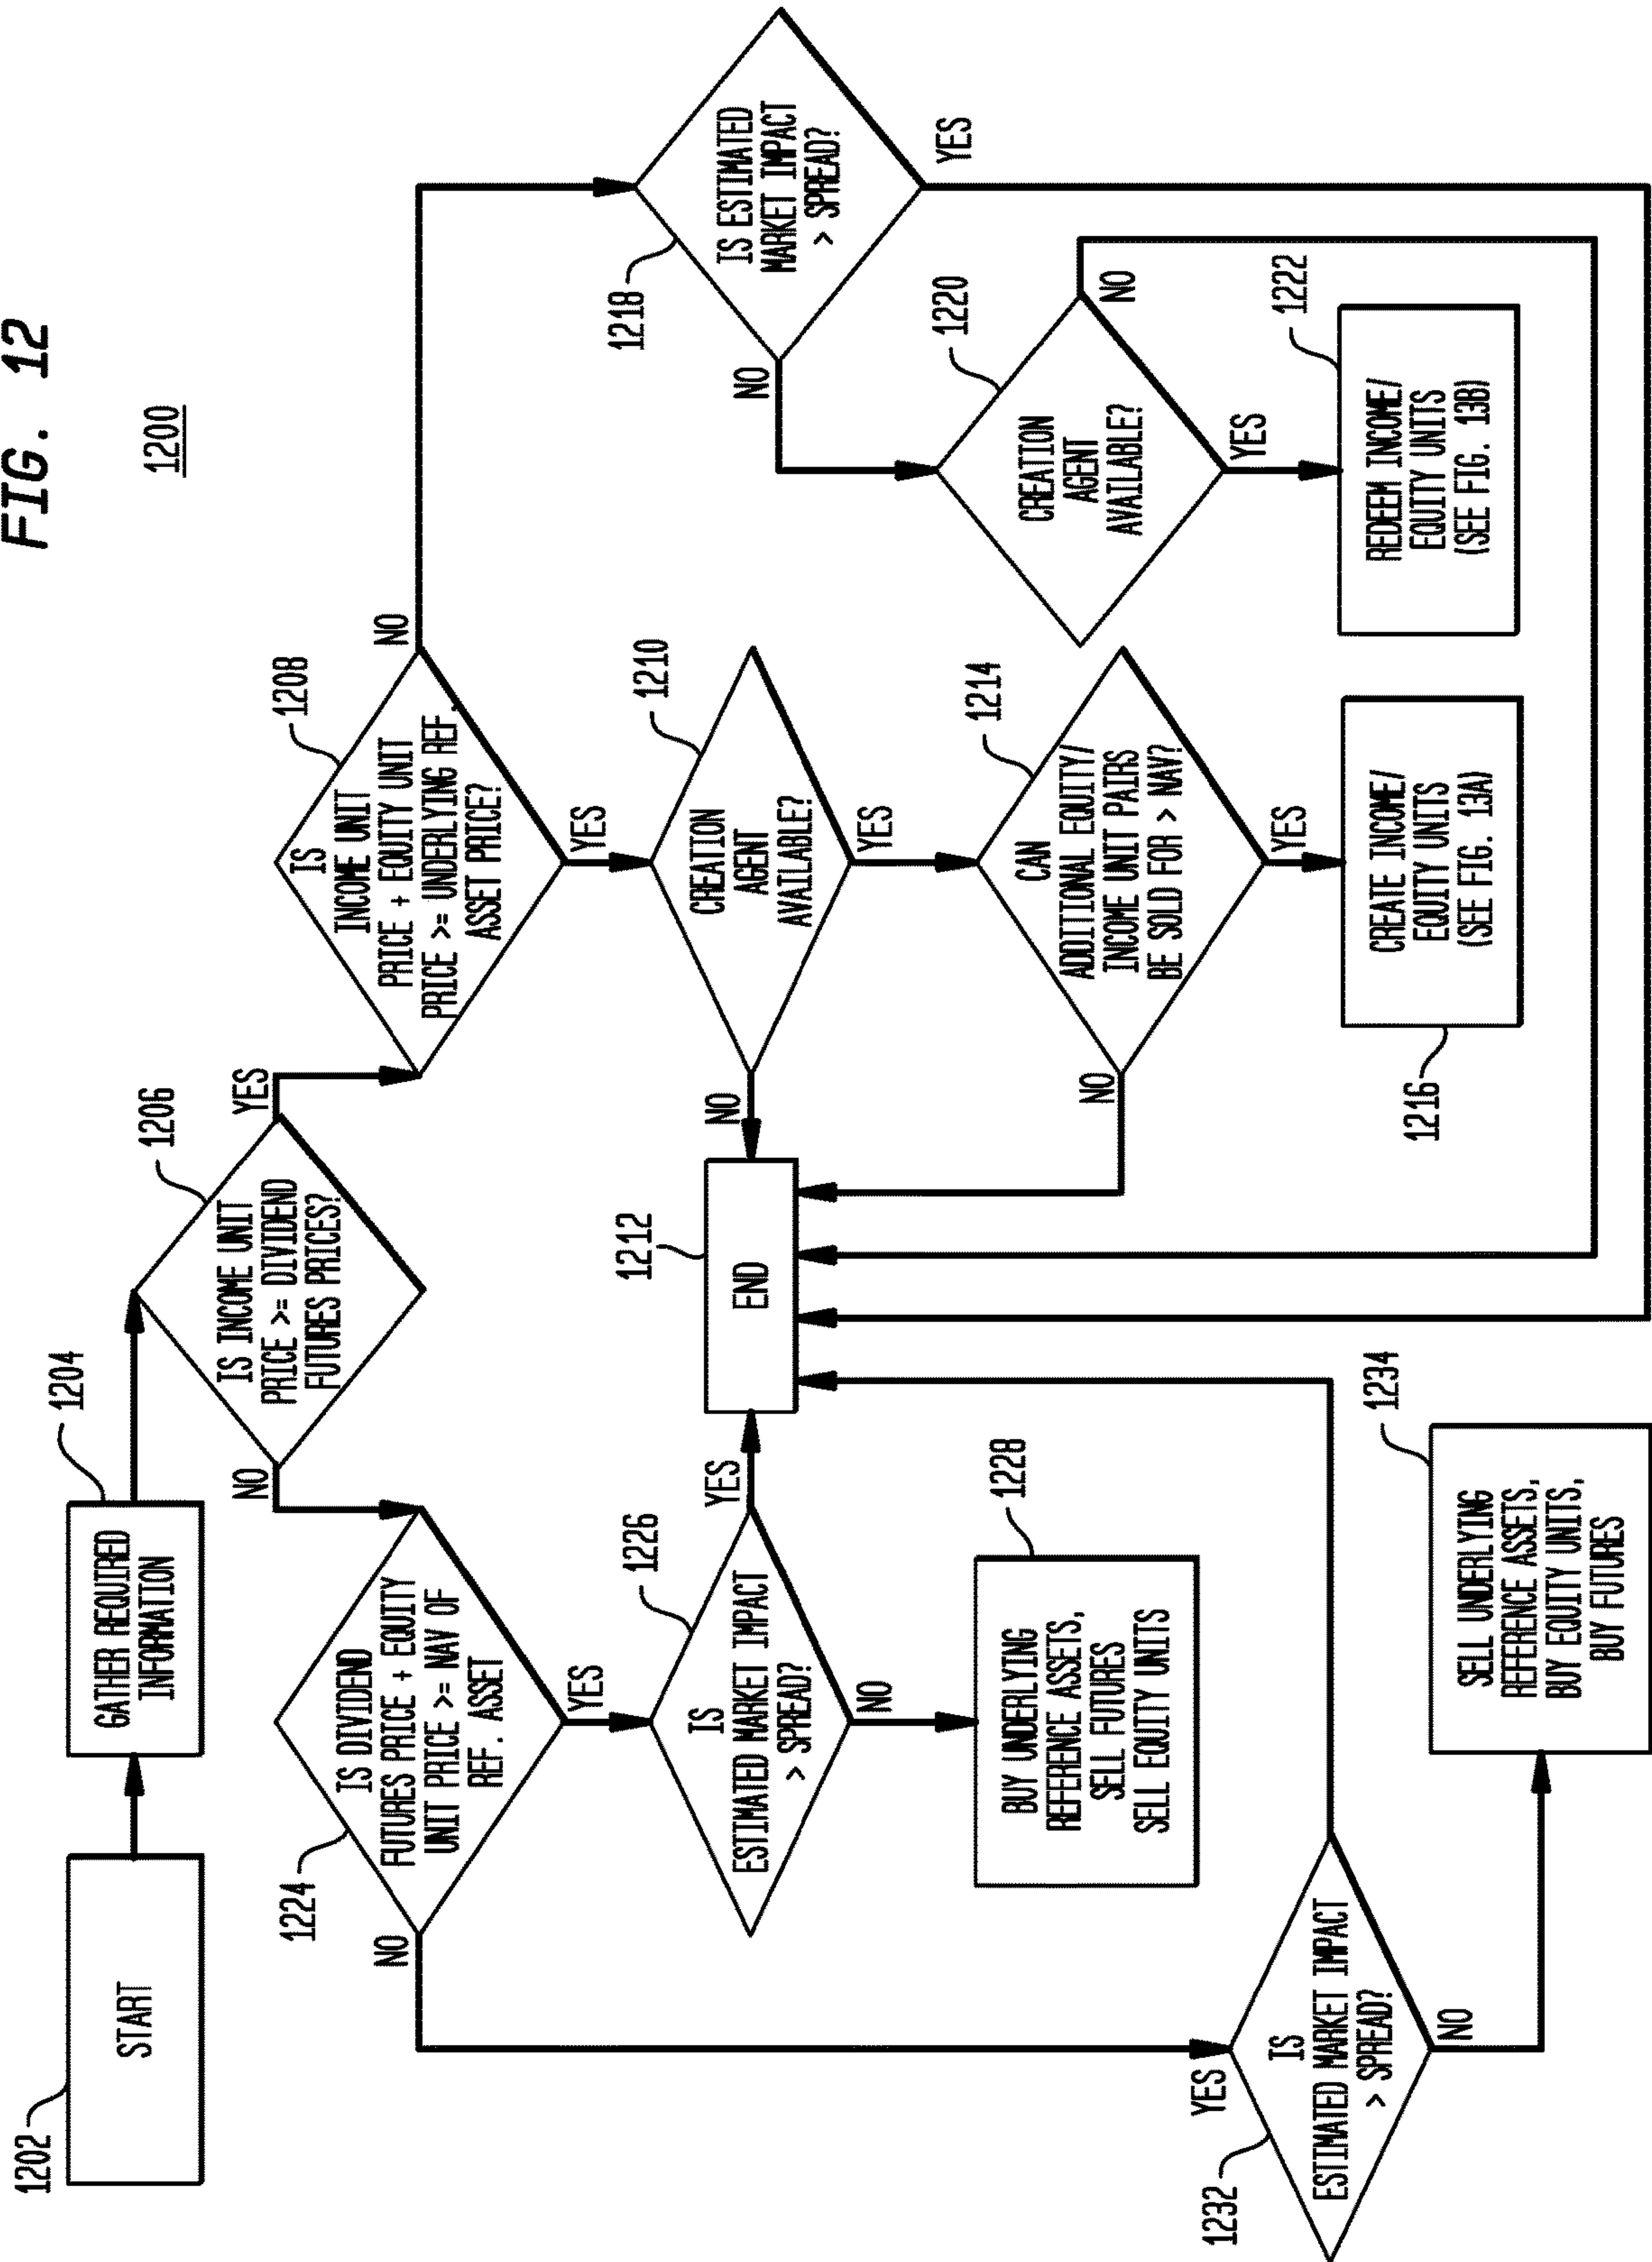 FIG. 12
1200
1202
START
1204
GATHER REQUIRED
INFORMATION
1206
IS INCOME UNIT
PRICE >= DIVIDEND
FUTURES PRICES?
NO
YES
1224
IS DIVIDEND
FUTURES PRICE + EQUITY
UNIT PRICE >= NAV OF
REF. ASSET
NO
YES
1208
IS
INCOME UNIT
PRICE + EQUITY UNIT
PRICE >= UNDERLYING REF.
ASSET PRICE?
NO
YES
1226
IS
ESTIMATED MARKET IMPACT
> SPREAD?
YES
NO
1212
END
1210
CREATION
AGENT
AVAILABLE?
NO
YES
1218
IS ESTIMATED
MARKET IMPACT
> SPREAD?
NO
YES
1228
BUY UNDERLYING
REFERENCE ASSETS,
SELL FUTURES
SELL EQUITY UNITS
1214
CAN
ADDITIONAL EQUITY/
INCOME UNIT PAIRS
BE SOLD FOR > NAV?
NO
YES
1220
CREATION
AGENT
AVAILABLE?
NO
YES
1232
YES
IS
ESTIMATED MARKET IMPACT
> SPREAD?
NO
1234
SELL UNDERLYING
REFERENCE ASSETS,
BUY EQUITY UNITS,
BUY FUTURES
1216
CREATE INCOME/
EQUITY UNITS
(SEE FIG. 13A)
1222
REDEEM INCOME/
EQUITY UNITS
(SEE FIG. 13B)